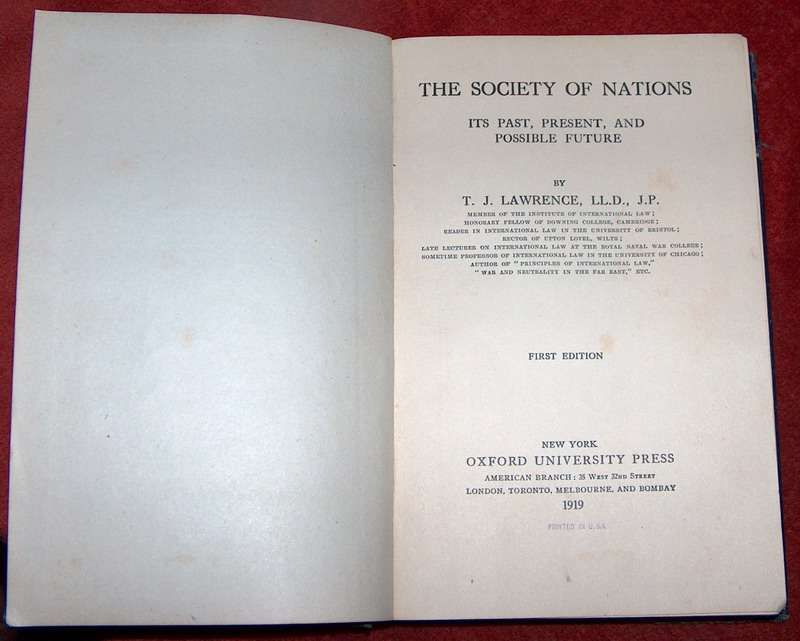 THE SOCIETY OF NATIONS
ITS PAST, PRESENT, AND
POSSIBLE FUTURE
BY
T. J. LAWRENCE, LL.D., J.P.
MEMBER OF THE INSTITUTE OF INTERNATIONAL LAW;
HONORARY FELLOW OF DOWNING COLLEGE, CAMBRIDGE;
READER IN INTERNATIONAL LAW IN THE UNIVERSITY OF BRISTOL;
RECTOR OF UPTON LOVEL, WILTS;
LATE LECTURER ON INTERNATIONAL LAW AT THE ROYAL NAVAL WAR COLLEGE;
SOMETIME PROFESSOR OF INTERNATIONAL LAW IN THE UNIVERSITY OF CHICAGO;
AUTHOR OF "PRINCIPLES OF INTERNATIONAL LAW,"
"WAR AND NEUTRALITY IN THE FAR EAST," ETC.
FIRST EDITION
NEW YORK
OXFORD UNIVERSITY PRESS
AMERICAN BRANCH: 35 WEST 32ND STREET
LONDON, TORONTO, MELBOURNE, AND BOMBAY
1919
PRINTED IN U.S.A.